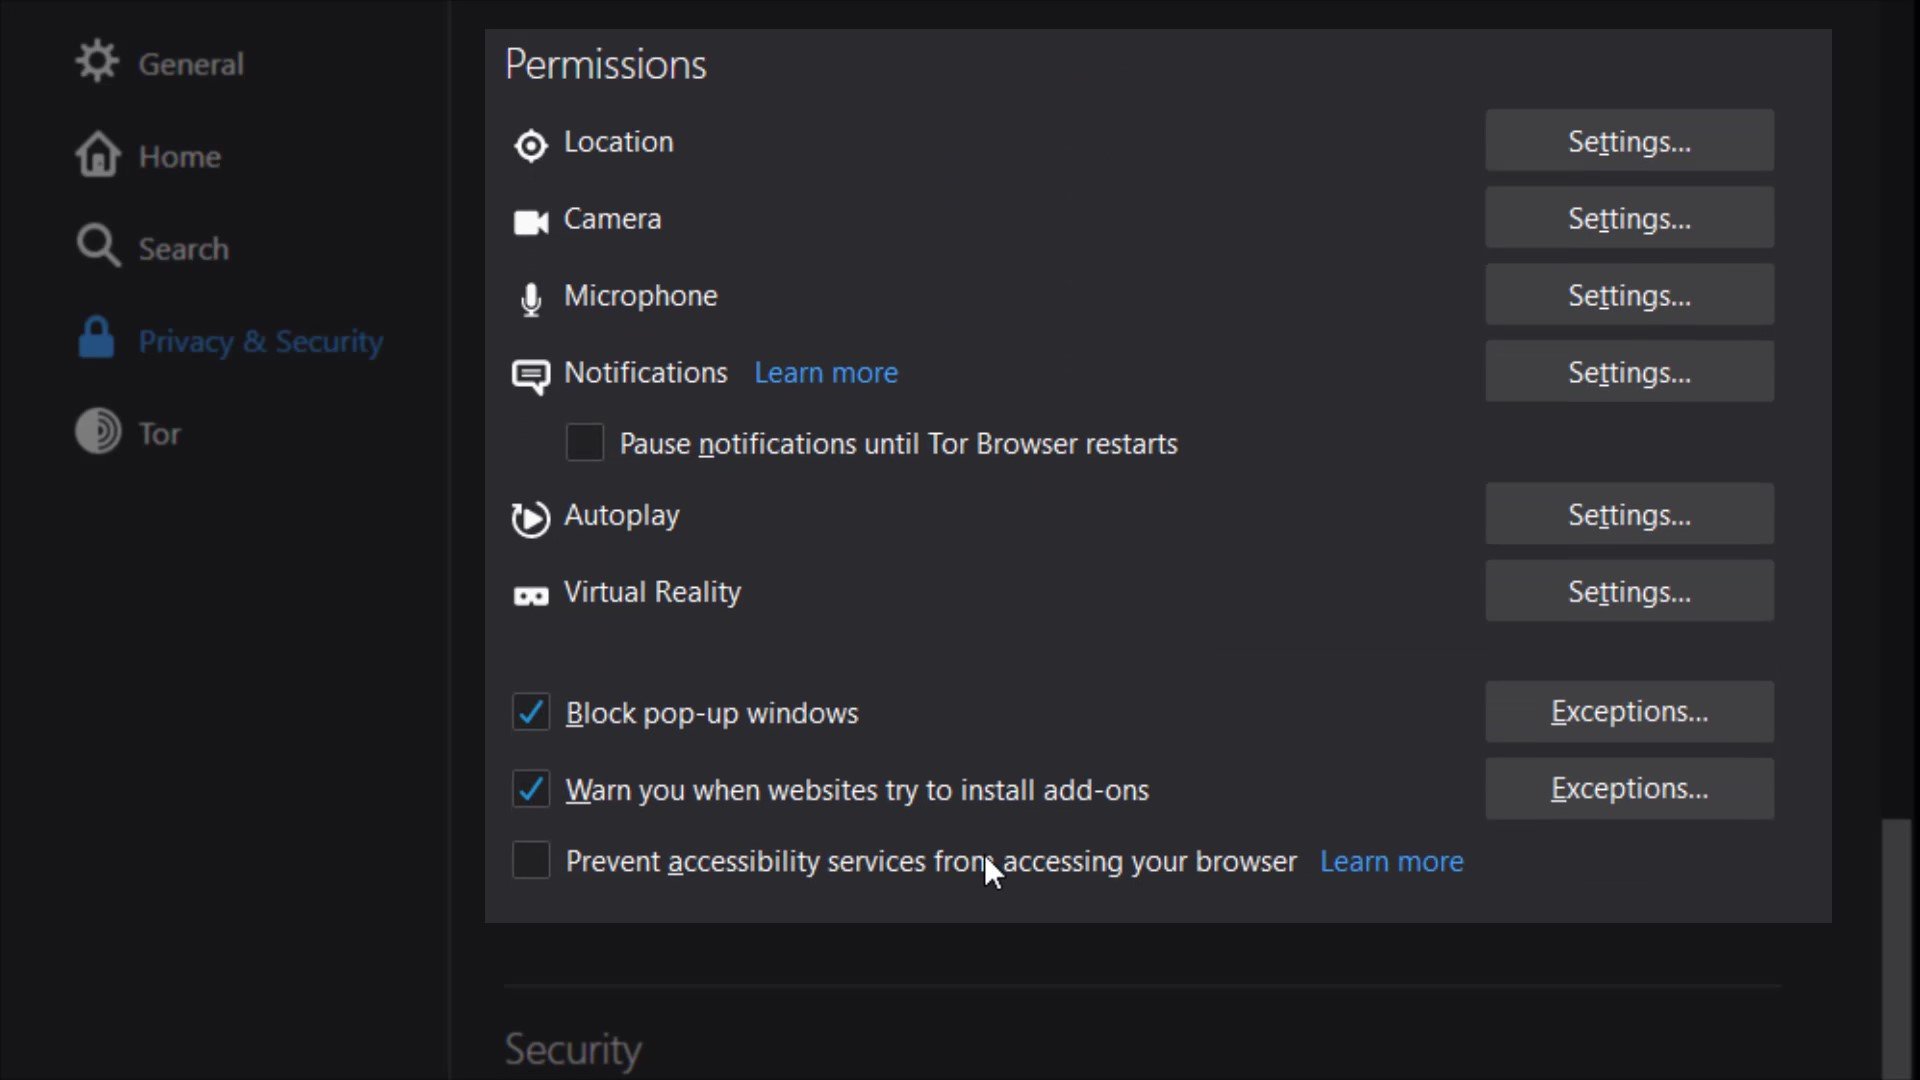 General
Home
Search
Privacy & Security
Tor
Permissions
Location Settings...
Camera Settings...
Microphone Settings...
Notifications Learn more Settings...
Pause notifications until Tor Browser restarts
Autoplay Settings...
Virtual Reality Settings...
Block pop-up windows Exceptions...
Warn you when websites try to install add-ons Exceptions...
Prevent accessibility services from accessing your browser Learn more
Security